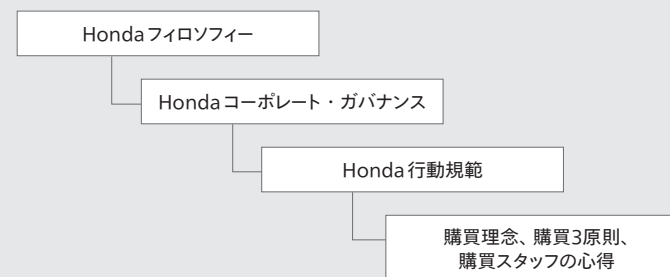 Hondaフィロソフィー
Hondaコーポレート・ガバナンス
Honda行動規範
購買理念、購買3原則、
購買スタッフの心得